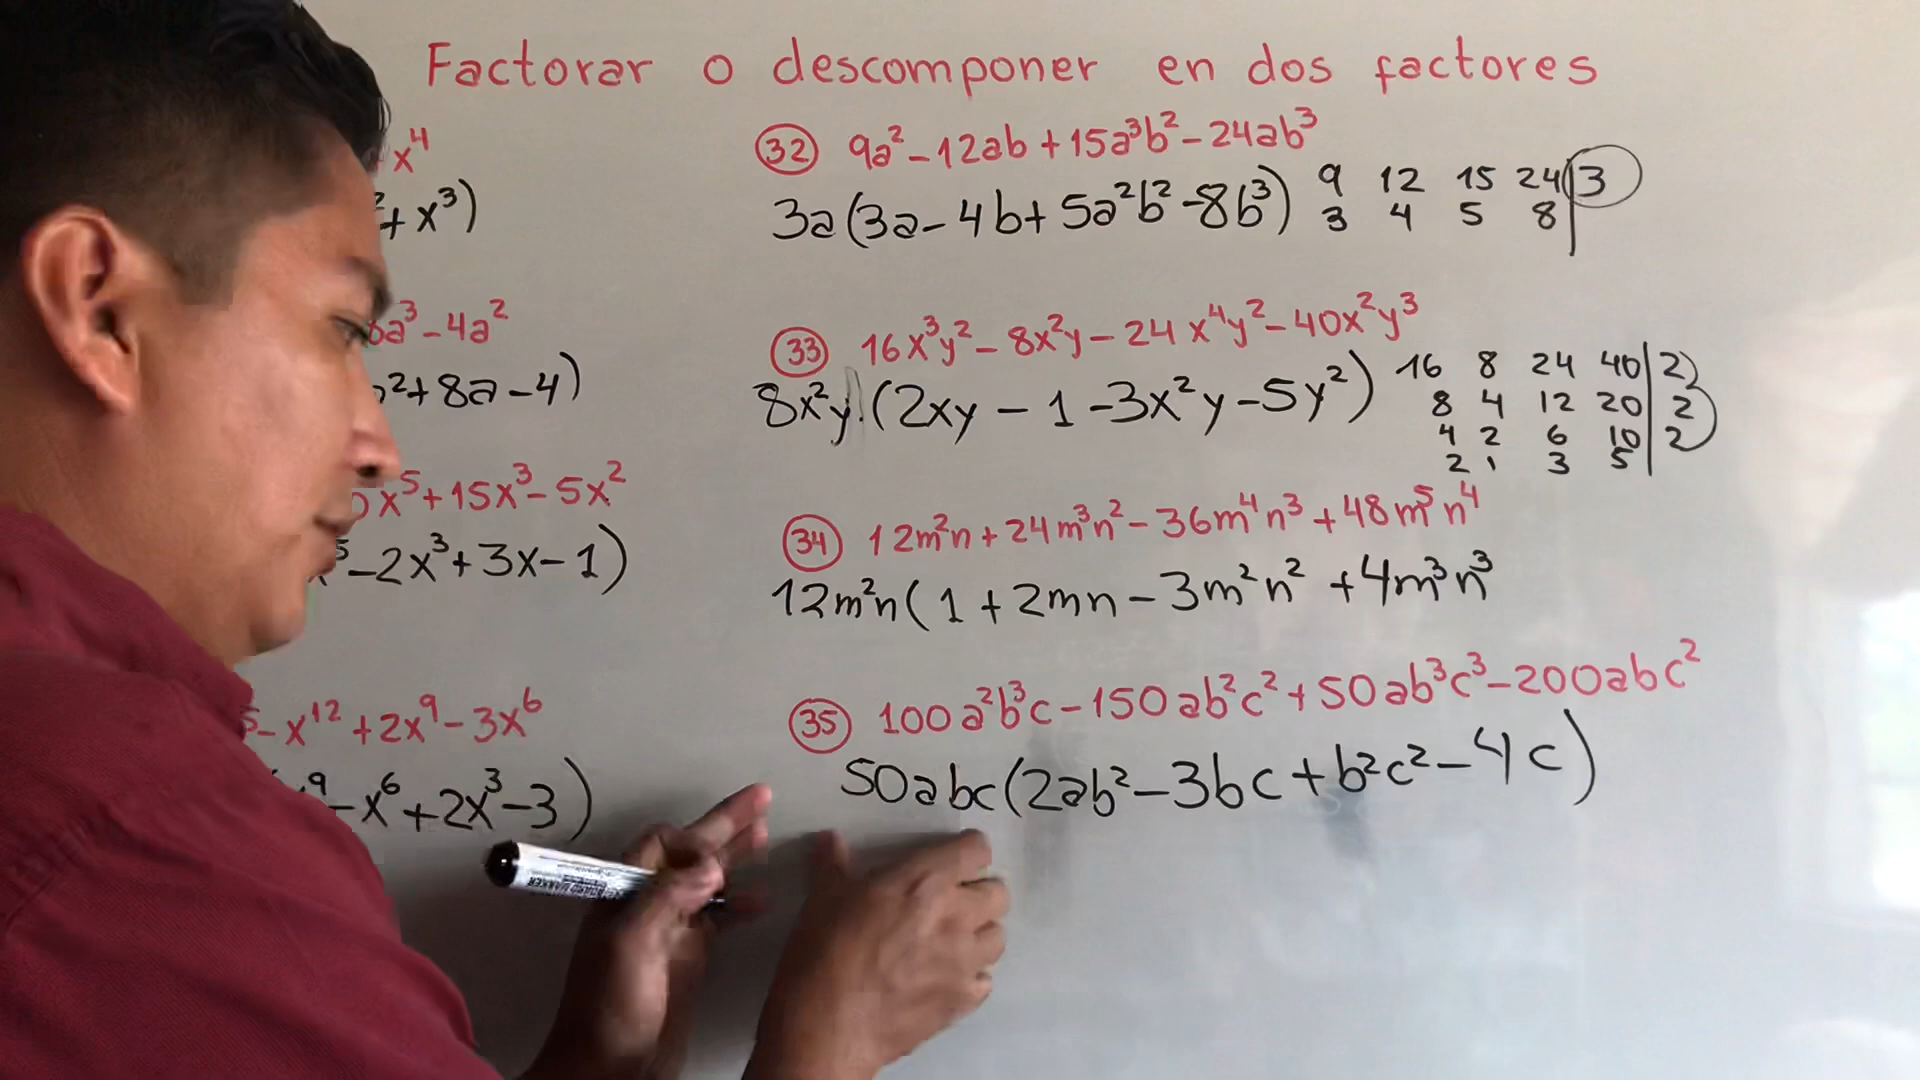 Factorar o descomponer en dos factores
x⁴
²+x³)
a³-4a²
²+8a-4)
x⁵+15x³-5x²
-2x³+3x-1)
-x¹²+2x⁹-3x⁶
⁹-x⁶+2x³-3)
32 9a²-12ab+15a³b²-24ab³
3a(3a-4b+5a²b²-8b³)
9 12 15 24 3
3 4 5 8
33 16x³y²-8x²y-24x⁴y²-40x²y³
8x²y(2xy-1-3x²y-5y²)
16 8 24 40 2
8 4 12 20 2
4 2 6 10 2
2 1 3 5
34 12m²n+24m³n²-36m⁴n³+48m⁵n⁴
12m²n(1+2mn-3m²n²+4m³n³
35 100a²b³c-150ab²c²+50ab³c³-200abc²
50abc(2ab²-3bc+b²c²-4c)